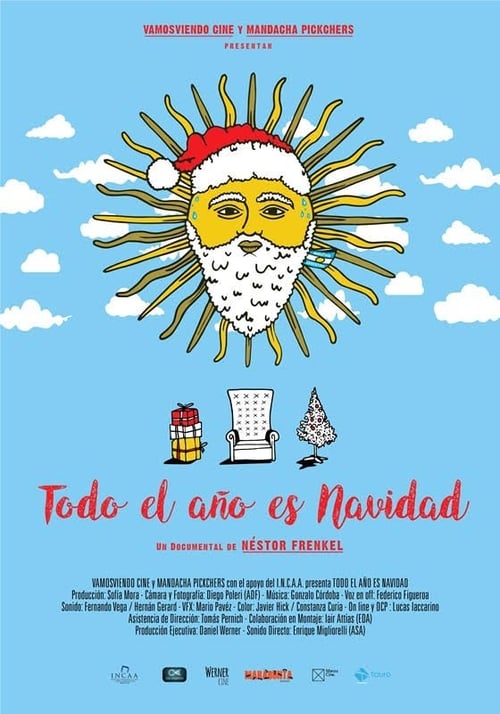 VAMOSVIENDO CINE Y MANDACHA PICKCHERS
PRESENTAN
Todo el año es Navidad
UN DOCUMENTAL DE NÉSTOR FRENKEL
VAMOSVIENDO CINE y MANDACHA PICKCHERS con el apoyo del I.N.C.A.A. presenta TODO EL AÑO ES NAVIDAD
Producción: Sofía Mora - Cámara y Fotografía: Diego Poleri (ADF) - Música: Gonzalo Córdoba - Voz en off: Federico Figueroa
Sonido: Fernando Vega / Hernán Gerard - VFX: Mario Pavéz - Color: Javier Hick / Constanza Curia - On line y DCP : Lucas Iaccarino
Asistencia de Dirección: Tomás Pernich - Colaboración en Montaje: Iair Attias (EDA)
Producción Ejecutiva: Daniel Werner - Sonido Directo: Enrique Migliorelli (ASA)
INCAA
WERNER
CINE
Tauro